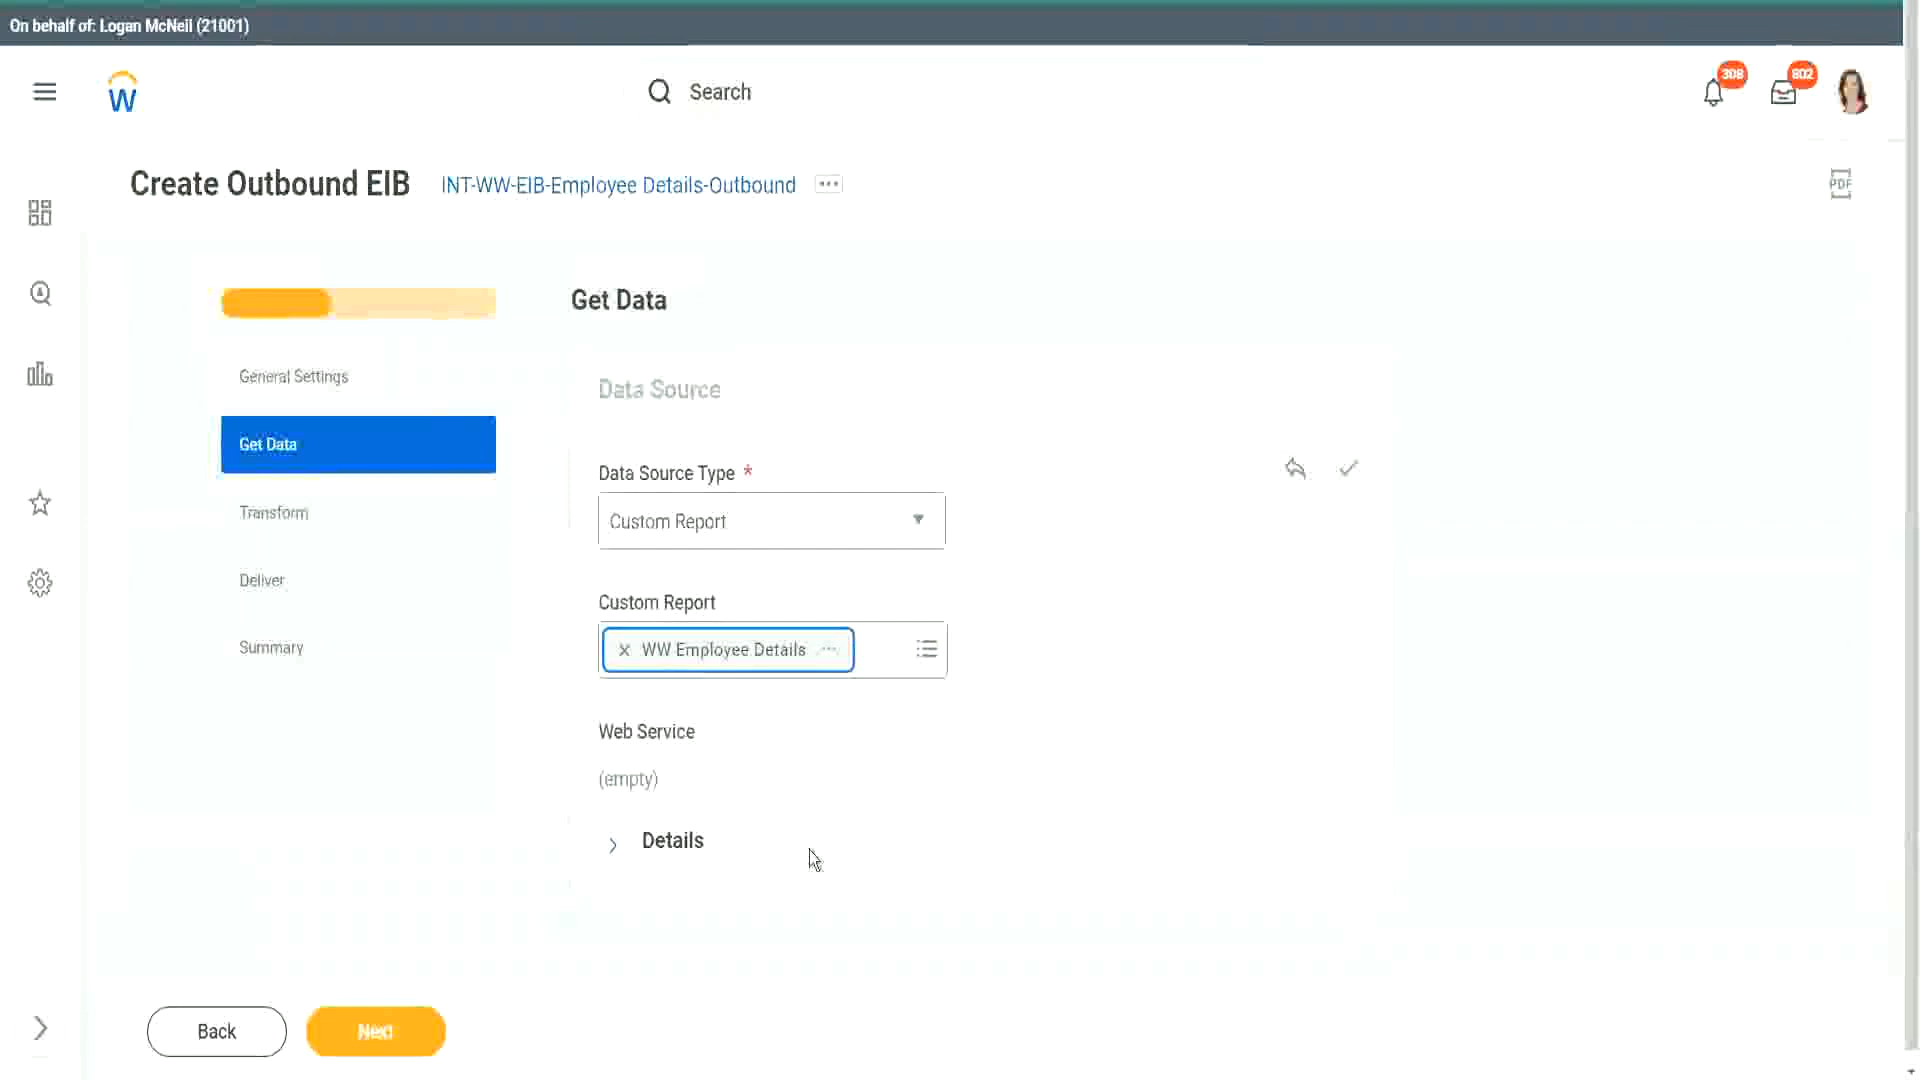 On behalf of: Logan McNeil (21001)
W
Search
308
802
Create Outbound EIB
INT-WW-EIB-Employee Details-Outbound
PDF
Get Data
General Settings
Data Source
Get Data
Data Source Type *
Transform
Custom Report
Deliver
Custom Report
Summary
WW Employee Details
Web Service
(empty)
Details
Back
Next